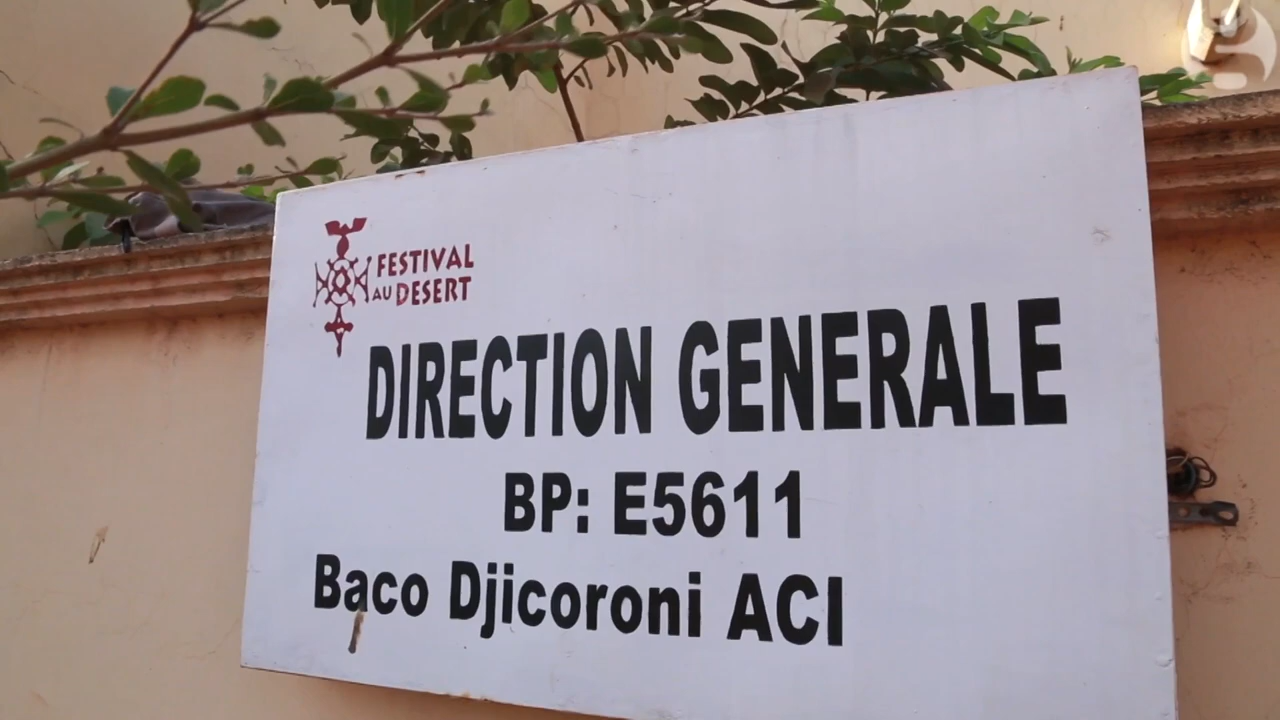 FESTIVAL
AU DESERT
DIRECTION GENERALE
BP: E5611
Baco Djicoroni ACI